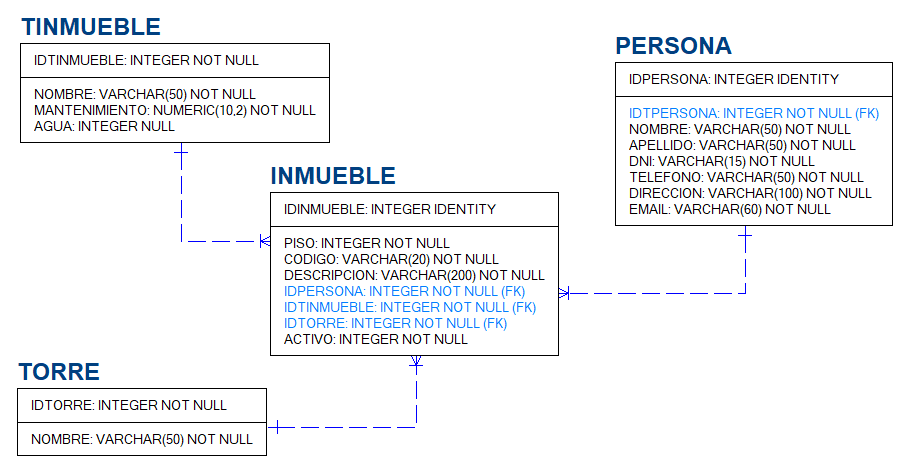 TINMUEBLE
IDTINMUEBLE: INTEGER NOT NULL
NOMBRE: VARCHAR(50) NOT NULL
MANTENIMIENTO: NUMERIC(10,2) NOT NULL
AGUA: INTEGER NULL
PERSONA
IDPERSONA: INTEGER IDENTITY
IDTPERSONA: INTEGER NOT NULL (FK)
NOMBRE: VARCHAR(50) NOT NULL
APELLIDO: VARCHAR(50) NOT NULL
DNI: VARCHAR(15) NOT NULL
TELEFONO: VARCHAR(50) NOT NULL
DIRECCION: VARCHAR(100) NOT NULL
EMAIL: VARCHAR(60) NOT NULL
INMUEBLE
IDINMUEBLE: INTEGER IDENTITY
PISO: INTEGER NOT NULL
CODIGO: VARCHAR(20) NOT NULL
DESCRIPCION: VARCHAR(200) NOT NULL
IDPERSONA: INTEGER NOT NULL (FK)
IDTINMUEBLE: INTEGER NOT NULL (FK)
IDTORRE: INTEGER NOT NULL (FK)
ACTIVO: INTEGER NOT NULL
TORRE
IDTORRE: INTEGER NOT NULL
NOMBRE: VARCHAR(50) NOT NULL